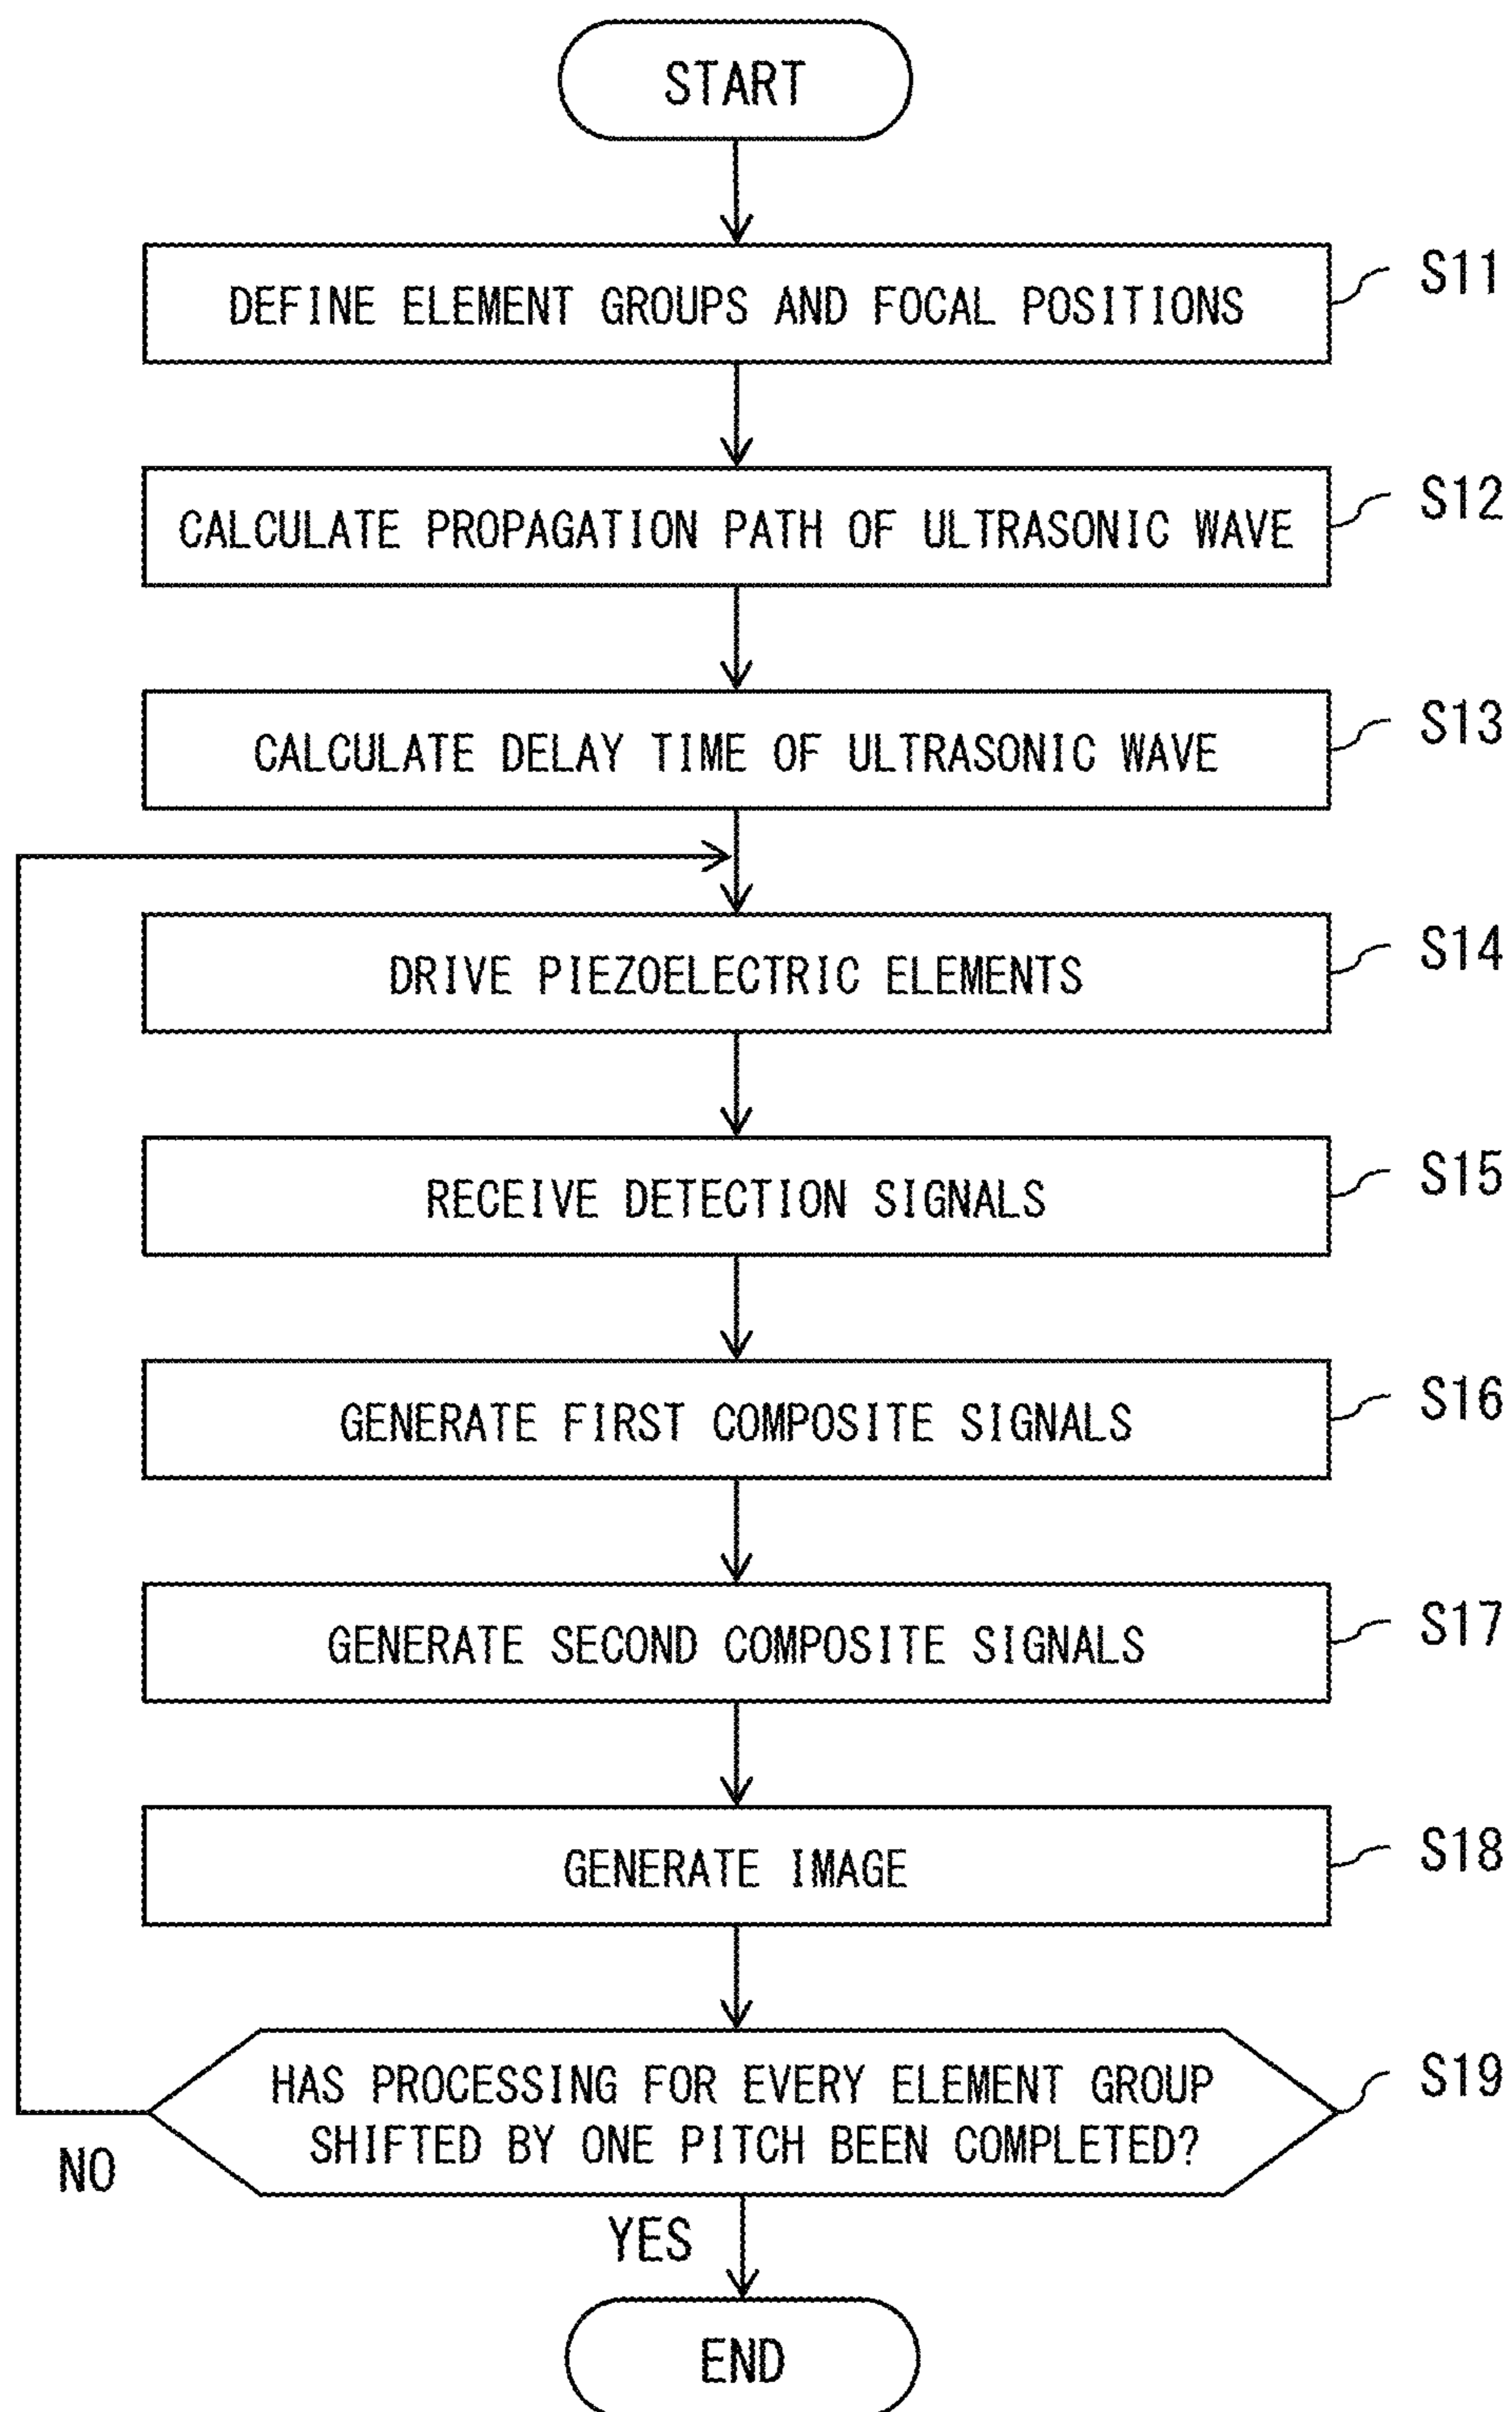 START
DEFINE ELEMENT GROUPS AND FOCAL POSITIONS
S11
CALCULATE PROPAGATION PATH OF ULTRASONIC WAVE
S12
CALCULATE DELAY TIME OF ULTRASONIC WAVE
S13
DRIVE PIEZOELECTRIC ELEMENTS
S14
RECEIVE DETECTION SIGNALS
S15
GENERATE FIRST COMPOSITE SIGNALS
S16
GENERATE SECOND COMPOSITE SIGNALS
S17
GENERATE IMAGE
S18
HAS PROCESSING FOR EVERY ELEMENT GROUP
SHIFTED BY ONE PITCH BEEN COMPLETED?
S19
NO
YES
END